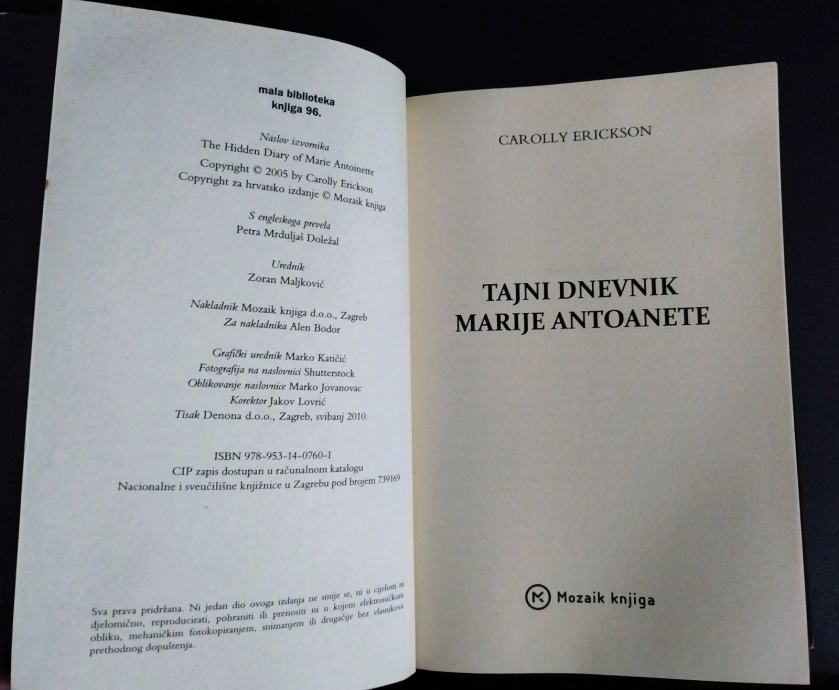 mala biblioteka
knjiga 96.
Naslov izvornika
The Hidden Diary of Marie Antoinette
Copyright © 2005 by Carolly Erickson
Copyright za hrvatsko izdanje © Mozaik knjiga
S engleskoga prevela
Petra Mrduljaš Doležal
Urednik
Zoran Maljković
Nakladnik Mozaik knjiga d.o.o., Zagreb
Za nakladnika Alen Bodor
Grafički urednik Marko Katičić
Fotografija na naslovnici Shutterstock
Oblikovanje naslovnice Marko Jovanovac
Korektor Jakov Lovrić
Tisak Denona d.o.o., Zagreb, svibanj 2010.
ISBN 978-953-14-0760-1
CIP zapis dostupan u računalnom katalogu
Nacionalne i sveučilišne knjižnice u Zagrebu pod brojem 739169
Sva prava pridržana. Ni jedan dio ovoga izdanja ne smije se, ni u cijelosti ni
djelomično, reproducirati, pohraniti ili prenositi ni u kojem elektroničkom
obliku, mehaničkim fotokopiranjem, snimanjem ili drugačije bez vlasnikova
prethodnog dopuštenja.
CAROLLY ERICKSON
TAJNI DNEVNIK
MARIJE ANTOANETE
Mozaik knjiga